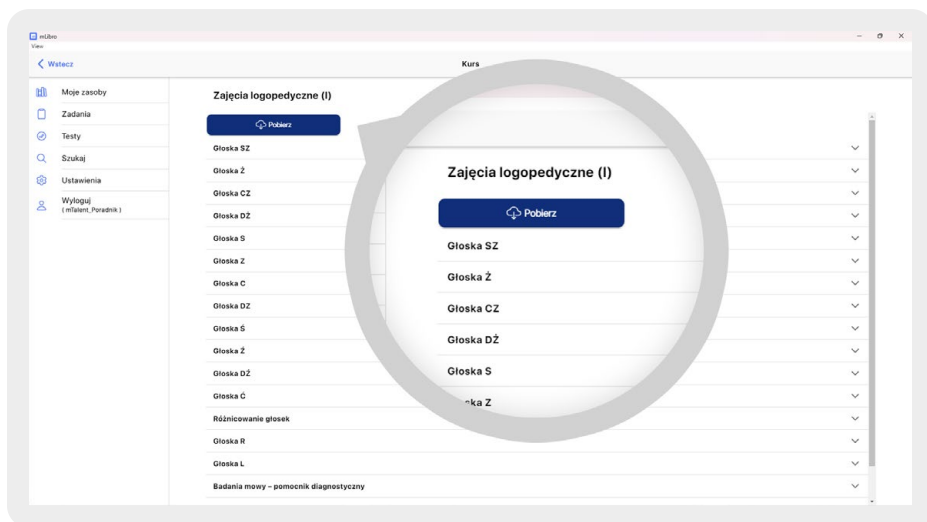 mLibro
View
Wstecz
Kurs
Moje zasoby
Zadania
Testy
Szukaj
Ustawienia
Wyloguj
( mTalent_Poradnik )
Zajęcia logopedyczne (I)
Pobierz
Głoska SZ
Głoska Ż
Głoska CZ
Głoska DŻ
Głoska S
Głoska Z
Głoska C
Głoska DZ
Głoska Ś
Głoska Ź
Głoska DŹ
Głoska Ć
Różnicowanie głosek
Głoska R
Głoska L
Badania mowy – pomocnik diagnostyczny
Zajęcia logopedyczne (I)
Pobierz
Głoska SZ
Głoska Ż
Głoska CZ
Głoska DŻ
Głoska S
ska Z